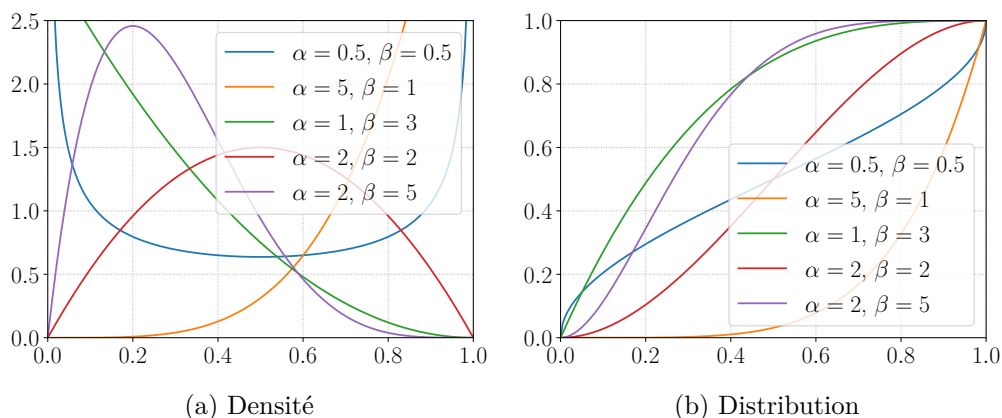 2.5
2.0
1.5
1.0
0.5
0.0
0.0 0.2 0.4 0.6 0.8 1.0
α = 0.5, β = 0.5
α = 5, β = 1
α = 1, β = 3
α = 2, β = 2
α = 2, β = 5
(a) Densité
1.0
0.8
0.6
0.4
0.2
0.0
0.0 0.2 0.4 0.6 0.8 1.0
α = 0.5, β = 0.5
α = 5, β = 1
α = 1, β = 3
α = 2, β = 2
α = 2, β = 5
(b) Distribution